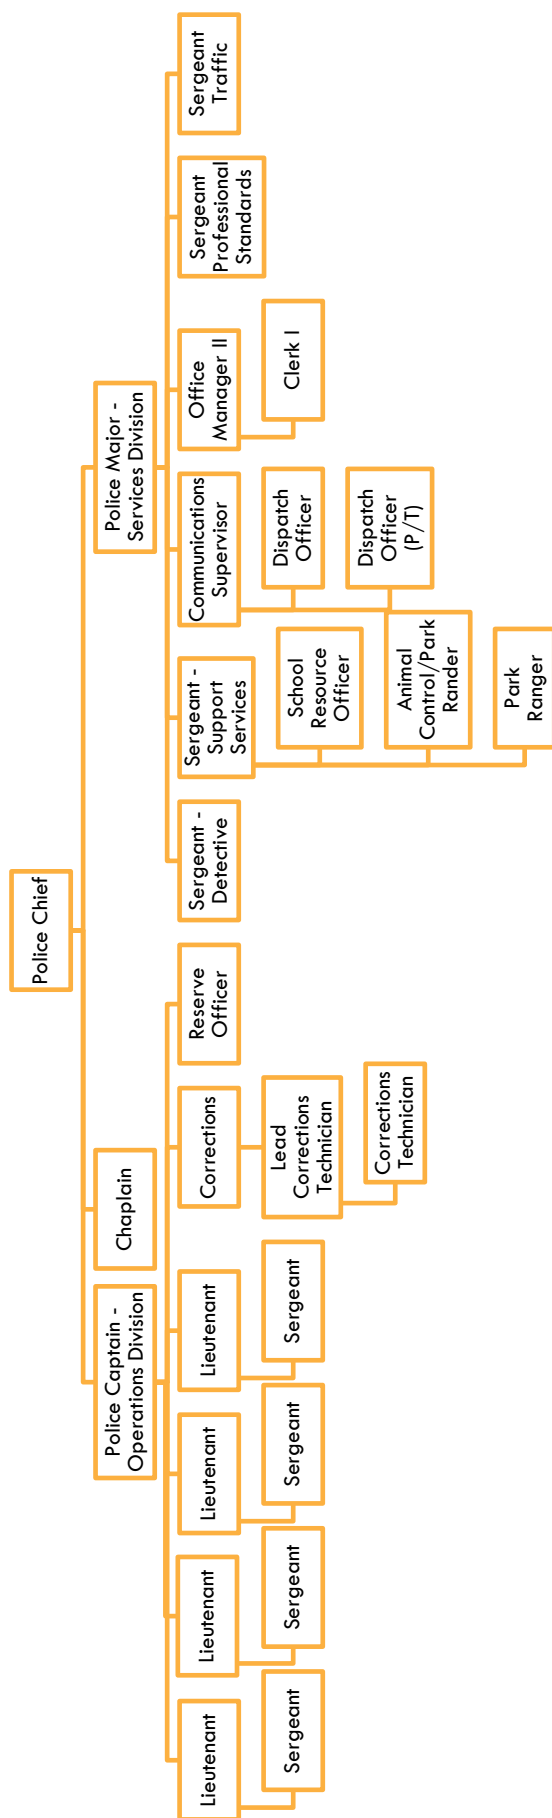 Police Chief
Police Captain -
Operations Division
Chaplain
Police Major -
Services Division
Lieutenant
Sergeant
Lieutenant
Sergeant
Lieutenant
Sergeant
Lieutenant
Sergeant
Corrections
Lead
Corrections
Technician
Corrections
Technician
Reserve
Officer
Sergeant -
Detective
Sergeant -
Support
Services
School
Resource
Officer
Animal
Control/Park
Rander
Park
Ranger
Communications
Supervisor
Dispatch
Officer
Dispatch
Officer
(P/T)
Office
Manager II
Clerk I
Sergeant
Professional
Standards
Sergeant
Traffic